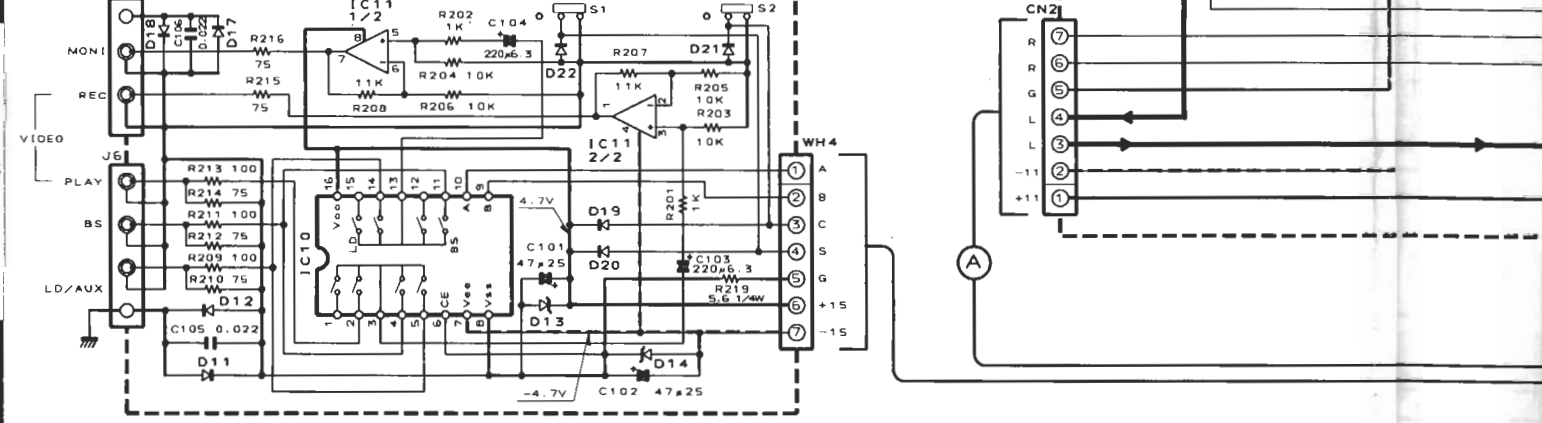 IC11
1/2
R202
1K
C104
220µ6.3
S1
S2
CN2
D18
C106
0.022
D17
R216
75
8
5
7
6
MONI
R204 10K
D22
D21
R207
11K
R215
75
11K
R208
R206 10K
R205
10K
R203
10K
REC
1
2
4
3
IC11
2/2
VIDEO
J6
WH4
R213 100
PLAY
R214 75
R211 100
BS
R212 75
R209 100
R210 75
LD/AUX
D12
C105 0.022
D11
16
15
14
13
12
11
10
9
VDD
LD
BS
A
B
IC10
CE
Vee
Vss
1
2
3
4
5
6
7
8
4.7V
R201
1K
D19
D20
C101
47µ25
C103
220µ6.3
R219
5.6 1/4W
D13
D14
C102 47µ25
-4.7V
1 A
2 B
3 C
4 S
5 G
6 +15
7 -15
R 7
R 6
G 5
L 4
L 3
-11 2
+11 1
A